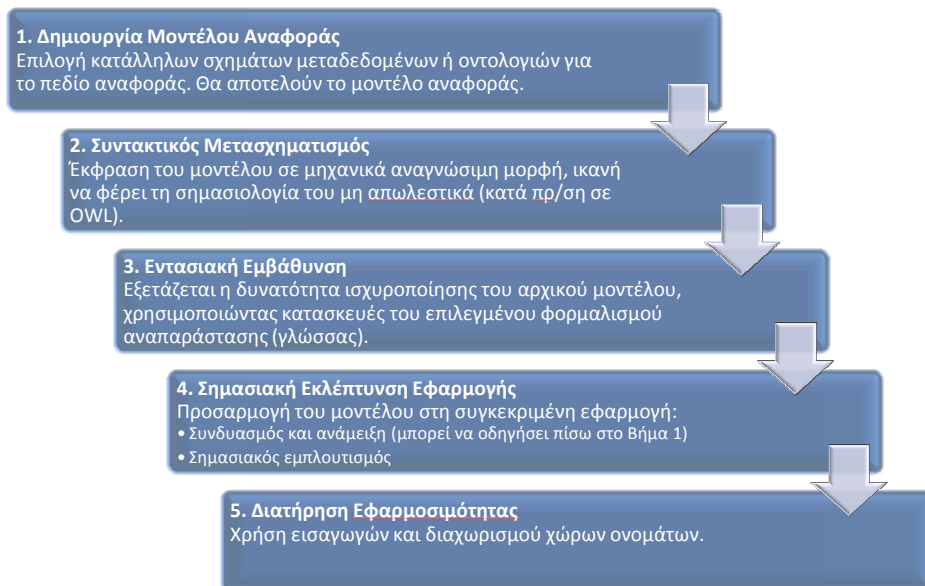 1. Δημιουργία Μοντέλου Αναφοράς
Επιλογή κατάλληλων σχημάτων μεταδεδομένων ή οντολογιών για
το πεδίο αναφοράς. Θα αποτελούν το μοντέλο αναφοράς.
2. Συντακτικός Μετασχηματισμός
Έκφραση του μοντέλου σε μηχανικά αναγνώσιμη μορφή, ικανή
να φέρει τη σημασιολογία του μη απωλεστικά (κατά πρ/ση σε
OWL).
3. Εντασιακή Εμβάθυνση
Εξετάζεται η δυνατότητα ισχυροποίησης του αρχικού μοντέλου,
χρησιμοποιώντας κατασκευές του επιλεγμένου φορμαλισμού
αναπαράστασης (γλώσσας).
4. Σημασιακή Εκλέπτυνση Εφαρμογής
Προσαρμογή του μοντέλου στη συγκεκριμένη εφαρμογή:
• Συνδυασμός και ανάμειξη (μπορεί να οδηγήσει πίσω στο Βήμα 1)
• Σημασιακός εμπλουτισμός
5. Διατήρηση Εφαρμοσιμότητας
Χρήση εισαγωγών και διαχωρισμού χώρων ονομάτων.